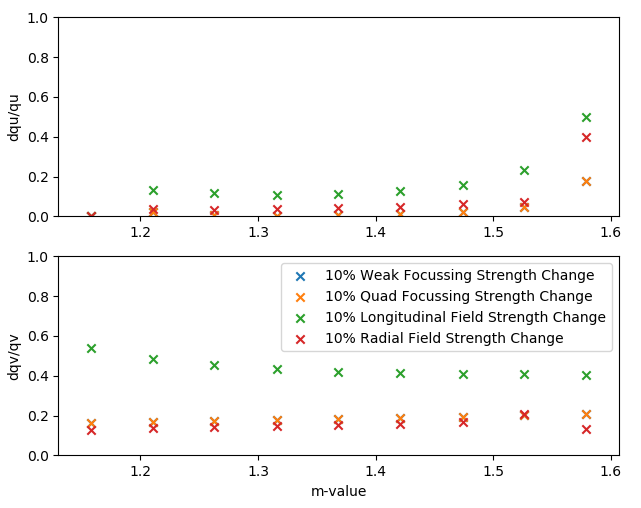 1.0
0.8
0.6
0.4
0.2
0.0
dqu/qu
1.2 1.3 1.4 1.5 1.6
1.0
0.8
0.6
0.4
0.2
0.0
dqv/qv
10% Weak Focussing Strength Change
10% Quad Focussing Strength Change
10% Longitudinal Field Strength Change
10% Radial Field Strength Change
1.2 1.3 1.4 1.5 1.6
m-value